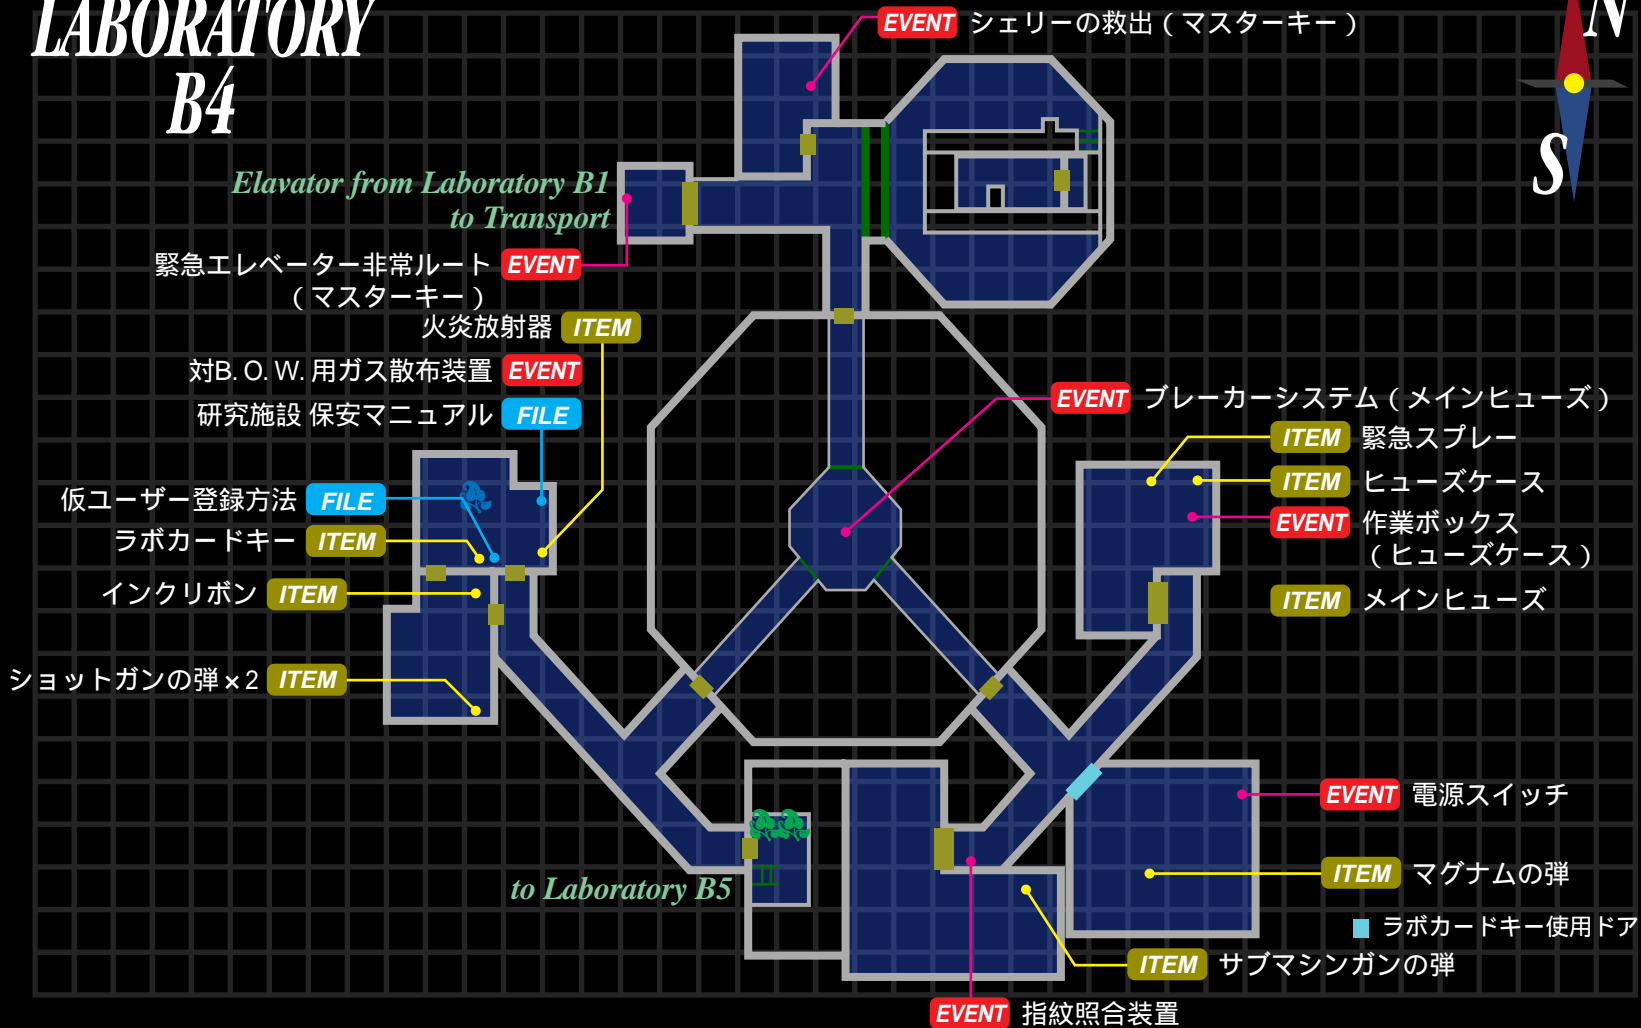 LABORATORY
B4
EVENT シェリーの救出(マスターキー)
N
S
Elavator from Laboratory B1
to Transport
緊急エレベーター非常ルート EVENT
(マスターキー)
火炎放射器 ITEM
対B.O.W.用ガス散布装置 EVENT
研究施設 保安マニュアル FILE
EVENT ブレーカーシステム(メインヒューズ)
ITEM 緊急スプレー
ITEM ヒューズケース
EVENT 作業ボックス
(ヒューズケース)
ITEM メインヒューズ
仮ユーザー登録方法 FILE
ラボカードキー ITEM
インクリボン ITEM
ショットガンの弾×2 ITEM
EVENT 電源スイッチ
ITEM マグナムの弾
to Laboratory B5
ラボカードキー使用ドア
ITEM サブマシンガンの弾
EVENT 指紋照合装置